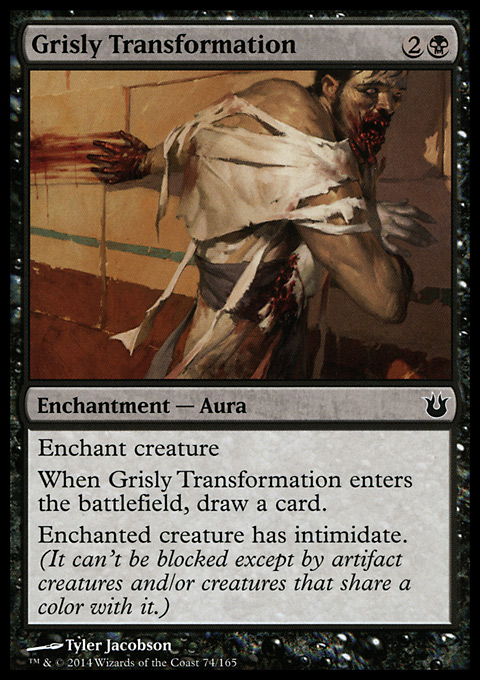 Grisly Transformation 2
Enchantment — Aura
Enchant creature
When Grisly Transformation enters
the battlefield, draw a card.
Enchanted creature has intimidate.
(It can't be blocked except by artifact
creatures and/or creatures that share a
color with it.)
Tyler Jacobson
™ & © 2014 Wizards of the Coast 74/165